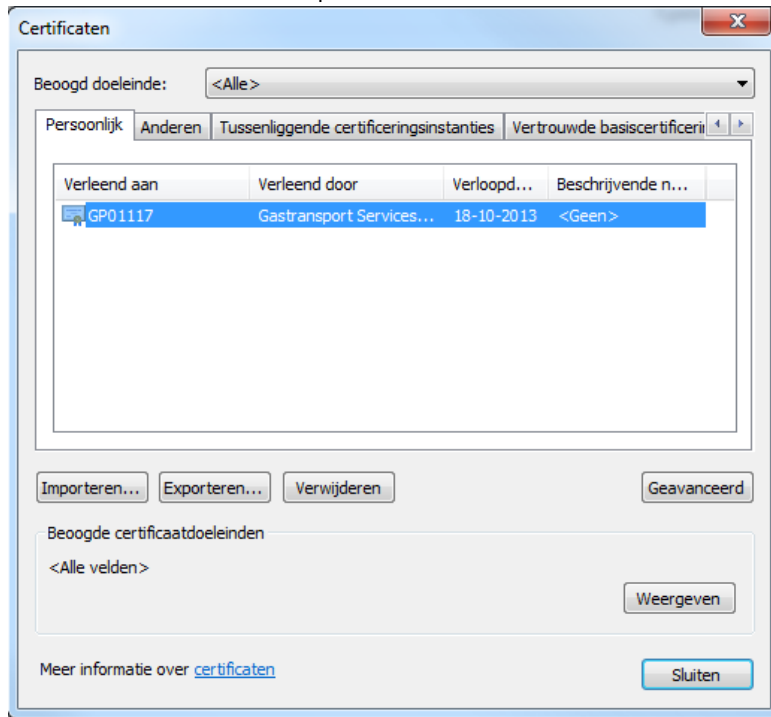 Certificaten
Beoogd doeleinde: <Alle>
Persoonlijk Anderen Tussenliggende certificeringsinstanties Vertrouwde basiscertificeri
Verleend aan Verleend door Verloopd... Beschrijvende n...
GP01117 Gastransport Services... 18-10-2013 <Geen>
Importeren... Exporteren... Verwijderen Geavanceerd
Beoogde certificaatdoeleinden
<Alle velden>
Weergeven
Meer informatie over certificaten
Sluiten